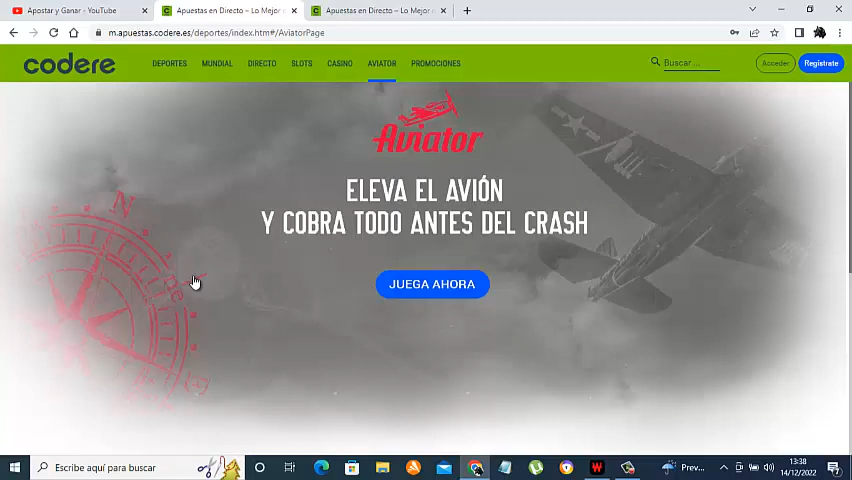 Apostar y Ganar - YouTube
Apuestas en Directo – Lo Mejor
Apuestas en Directo – Lo Mejor
m.apuestas.codere.es/deportes/index.htm#/AviatorPage
codere
DEPORTES MUNDIAL DIRECTO SLOTS CASINO AVIATOR PROMOCIONES
Buscar ...
Acceder
Regístrate
Aviator
ELEVA EL AVIÓN
Y COBRA TODO ANTES DEL CRASH
JUEGA AHORA
N
Escribe aquí para buscar
Prev...
13:38
14/12/2022